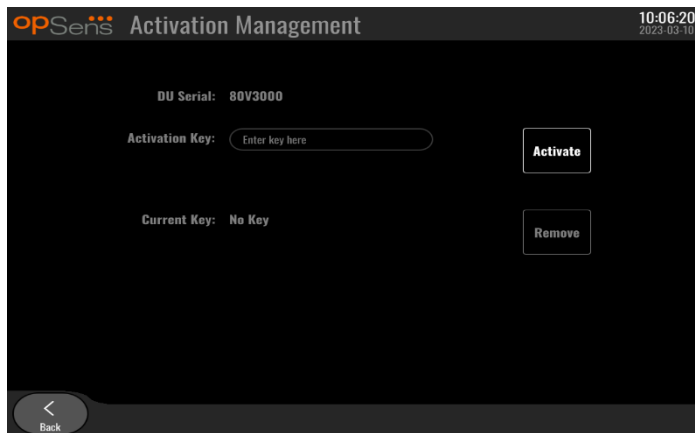 opSens Activation Management
10:06:20
2023-03-10
DU Serial: 80V3000
Activation Key: Enter key here
Activate
Current Key: No Key
Remove
Back